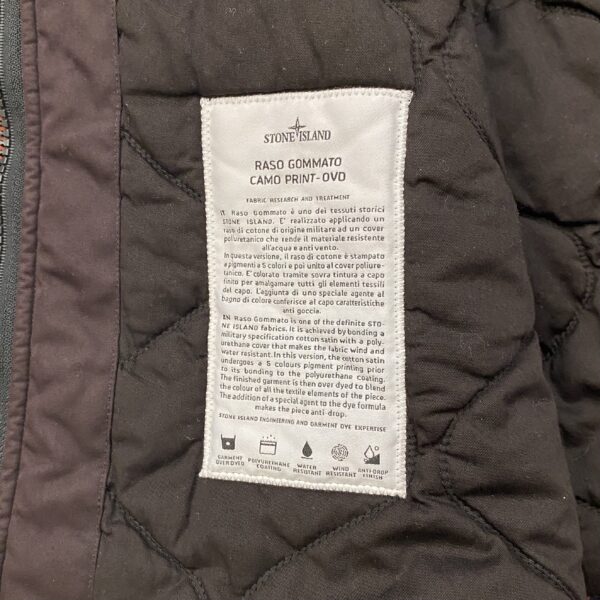 STONE ISLAND
RASO GOMMATO
CAMO PRINT-OVD
FABRIC RESEARCH AND TREATMENT
IT. Raso Gommato è uno dei tessuti storici
STONE ISLAND. E' realizzato applicando un
raso di cotone di origine militare ad un cover
poliuretanico che rende il materiale resistente
all'acqua e anti vento.
In questa versione, il raso di cotone è stampato
a pigmenti a 5 colori e poi unito al cover poliure-
tanico. E' colorato tramite sovra tintura a capo
finito per amalgamare tutti gli elementi tessili
del capo. L'aggiunta di uno speciale agente al
bagno di colore conferisce al capo caratteristiche
anti goccia.
EN. Raso Gommato is one of the definite STO-
NE ISLAND fabrics. It is achieved by bonding a
military specification cotton satin with a poly-
urethane cover that makes the fabric wind and
water resistant. In this version, the cotton satin
undergoes a 5 colours pigment printing prior
to its bonding to the polyurethane coating.
The finished garment is then over dyed to blend
the colour of all the textile elements of the piece.
The addition of a special agent to the dye formula
makes the piece anti-drop.
STONE ISLAND ENGINEERING AND GARMENT DYE EXPERTISE
GARMENT POLYURETHANE WATER WIND ANTI-DROP
OVER DYED COATING RESISTANT RESISTANT FINISH